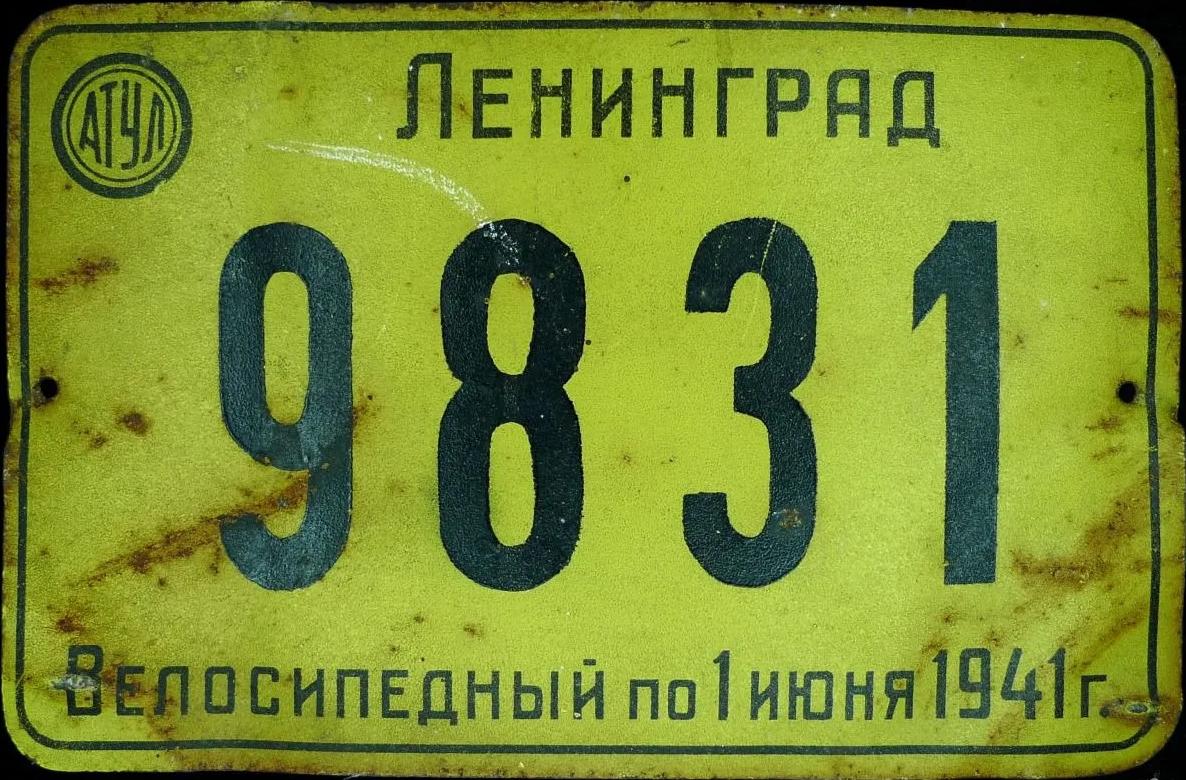 АТУЛ
Ленинград
9831
Велосипедный по 1 июня 1941 г.